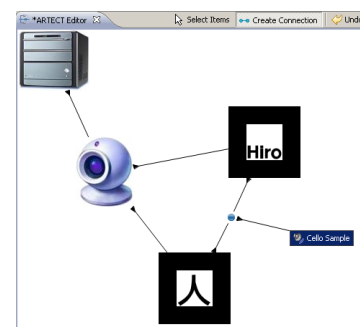 *ARTECT Editor
Select Items
Create Connection
Undo
Hiro
Cello Sample
人